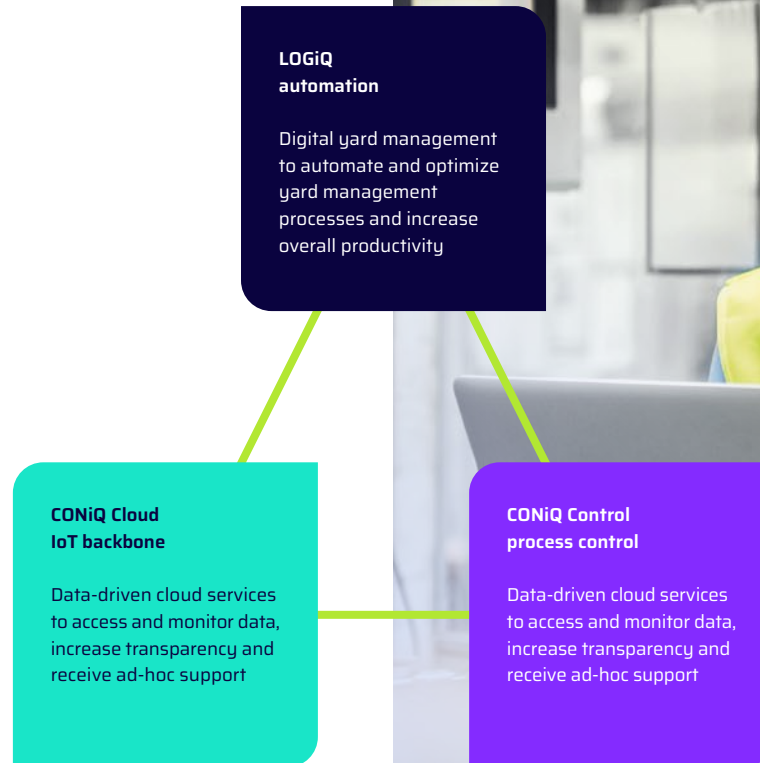 LOGiQ
automation
Digital yard management
to automate and optimize
yard management
processes and increase
overall productivity
CONiQ Cloud
IoT backbone
Data-driven cloud services
to access and monitor data,
increase transparency and
receive ad-hoc support
CONiQ Control
process control
Data-driven cloud services
to access and monitor data,
increase transparency and
receive ad-hoc support